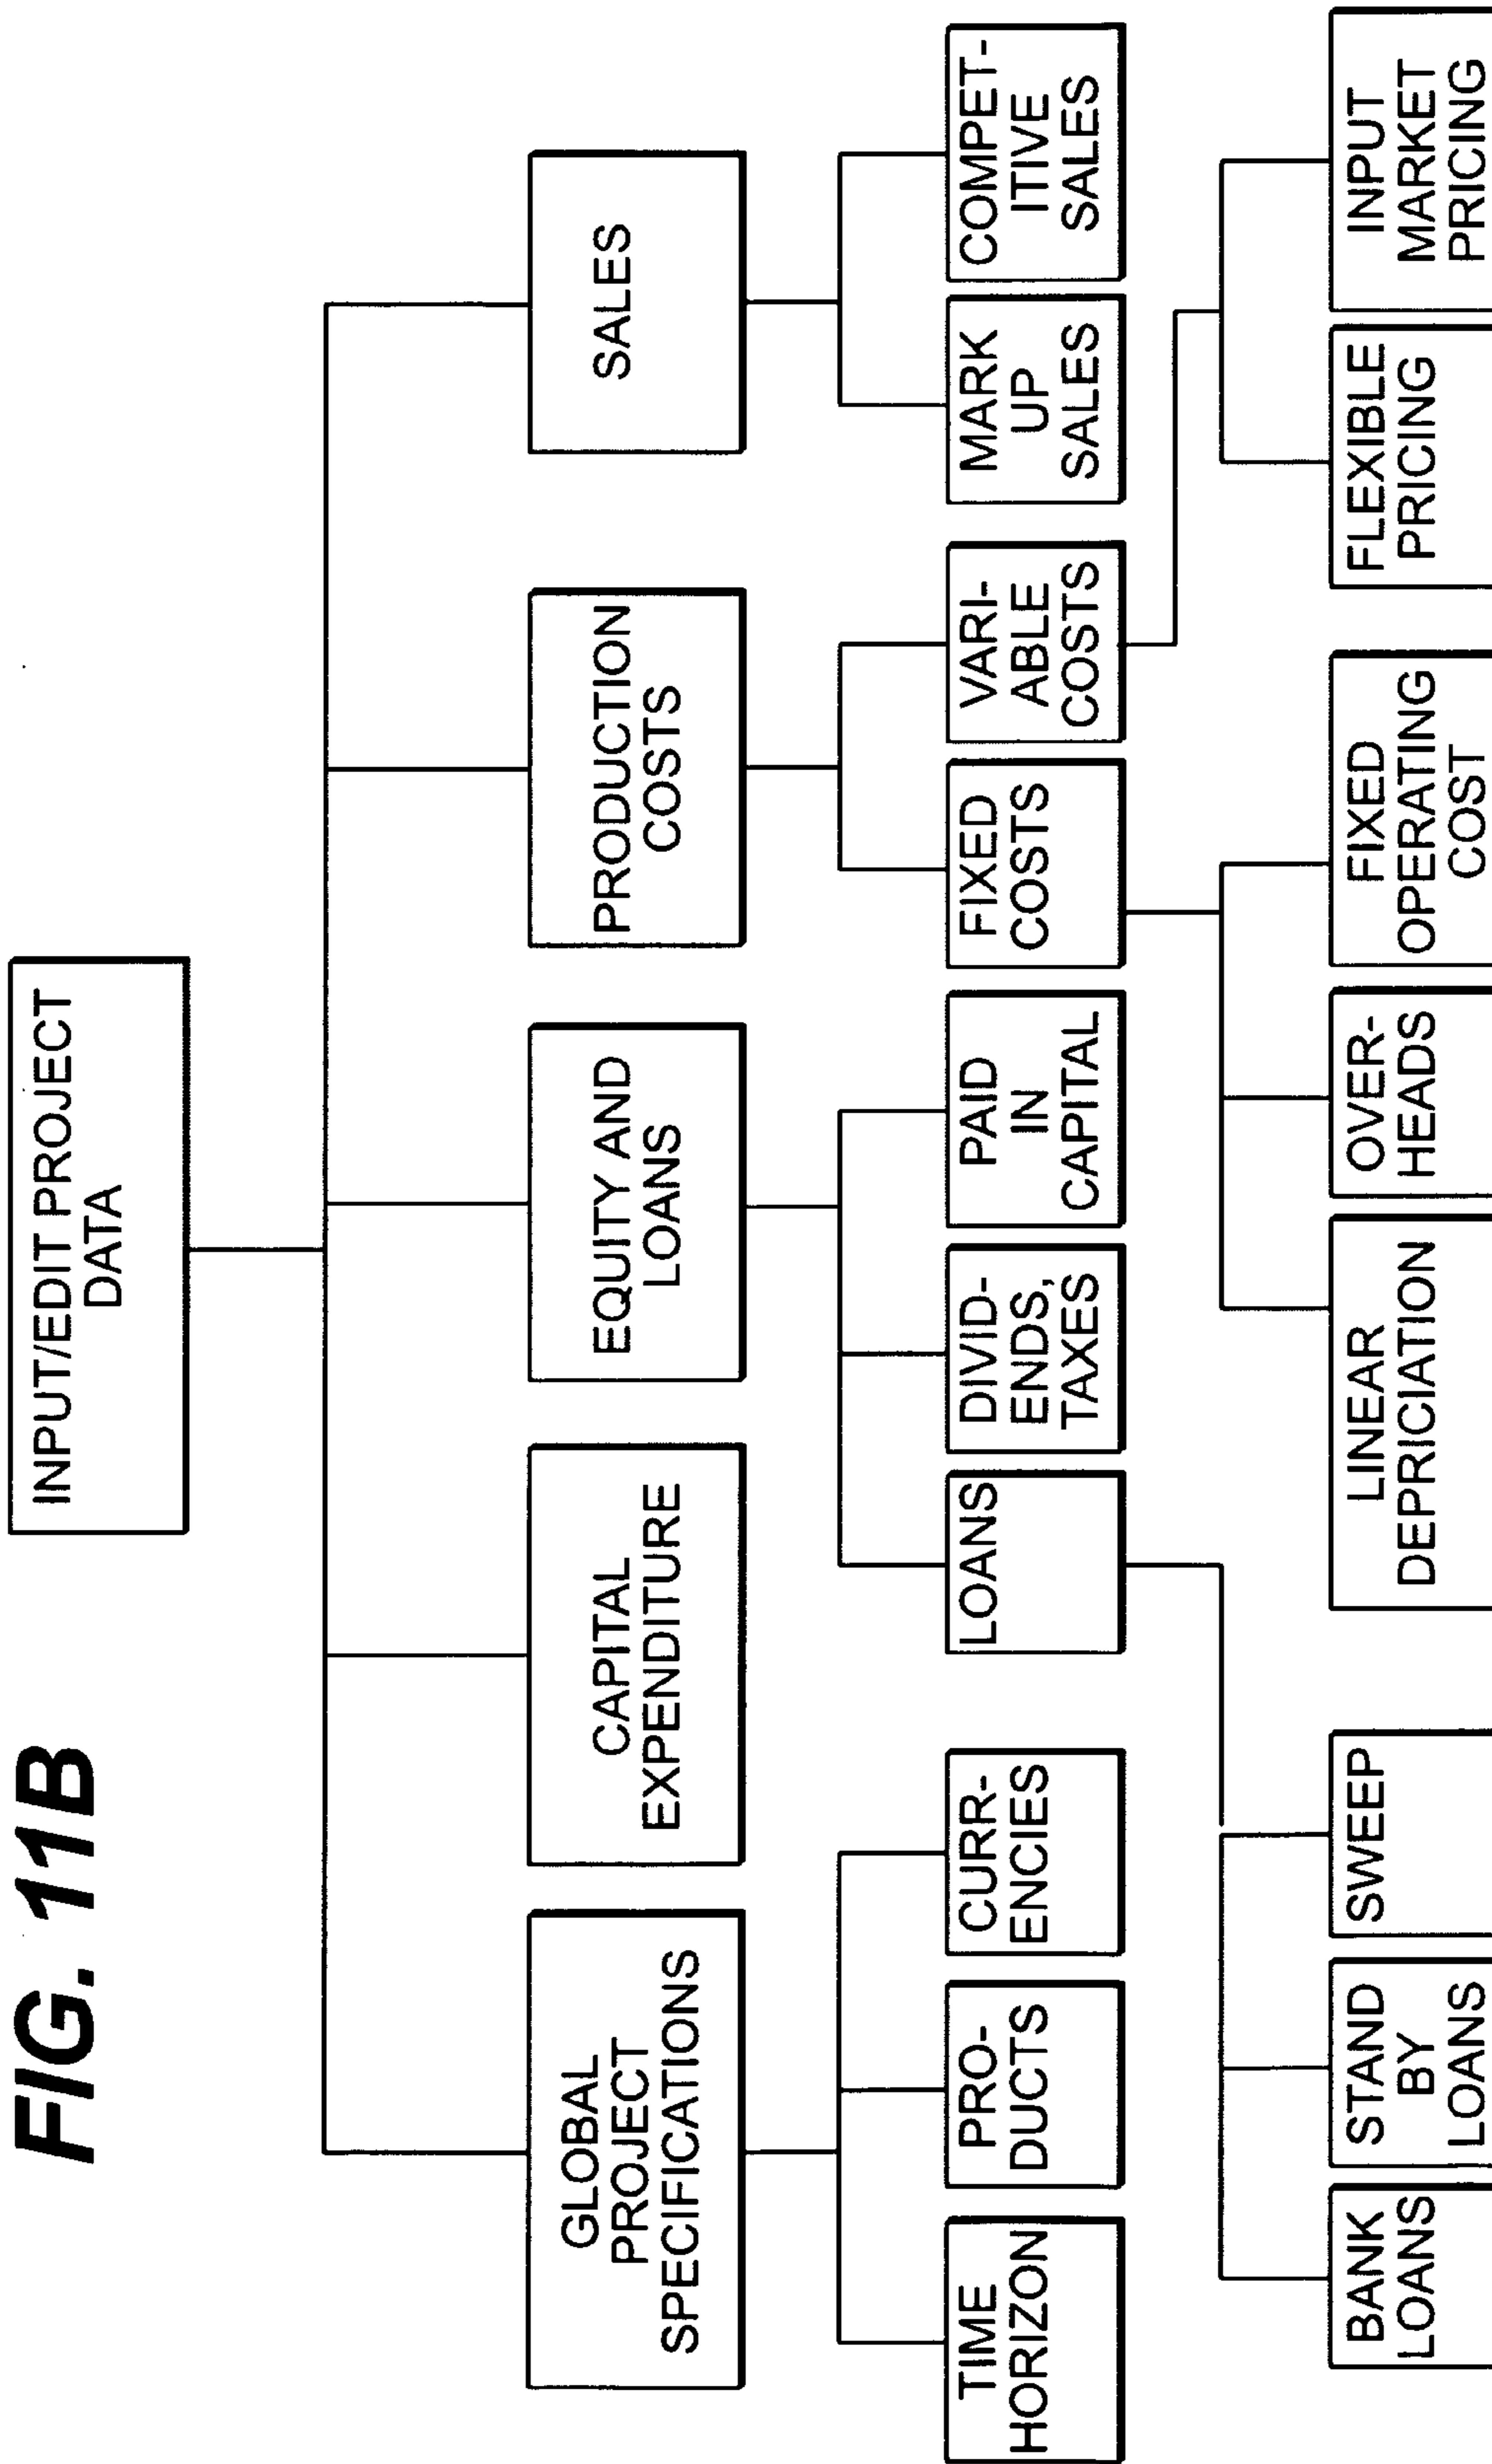 FIG. 11B
INPUT/EDIT PROJECT
DATA
GLOBAL
PROJECT
SPECIFICATIONS
CAPITAL
EXPENDITURE
EQUITY AND
LOANS
PRODUCTION
COSTS
SALES
TIME
HORIZON
PRO-
DUCTS
CURR-
ENCIES
LOANS
DIVID-
ENDS,
TAXES
PAID
IN
CAPITAL
FIXED
COSTS
VARI-
ABLE
COSTS
MARK
UP
SALES
COMPET-
ITIVE
SALES
BANK
LOANS
STAND
BY
LOANS
SWEEP
LINEAR
DEPRICIATION
OVER-
HEADS
FIXED
OPERATING
COST
FLEXIBLE
PRICING
INPUT
MARKET
PRICING